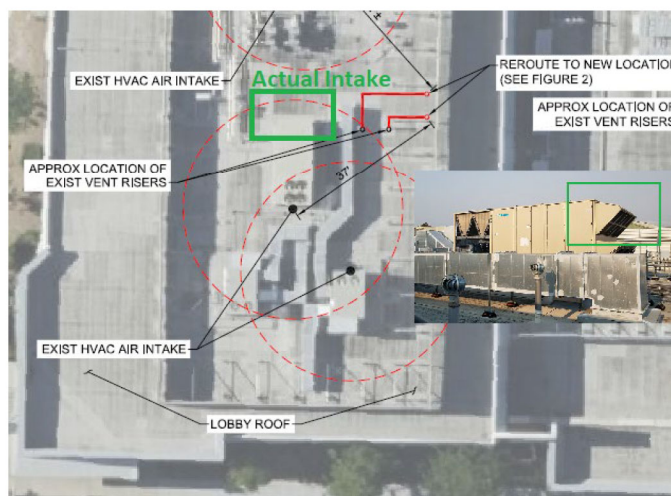 EXIST HVAC AIR INTAKE
Actual Intake
REROUTE TO NEW LOCATION
(SEE FIGURE 2)
APPROX LOCATION OF
EXIST VENT RISERS
APPROX LOCATION OF
EXIST VENT RISERS
37'
EXIST HVAC AIR INTAKE
LOBBY ROOF